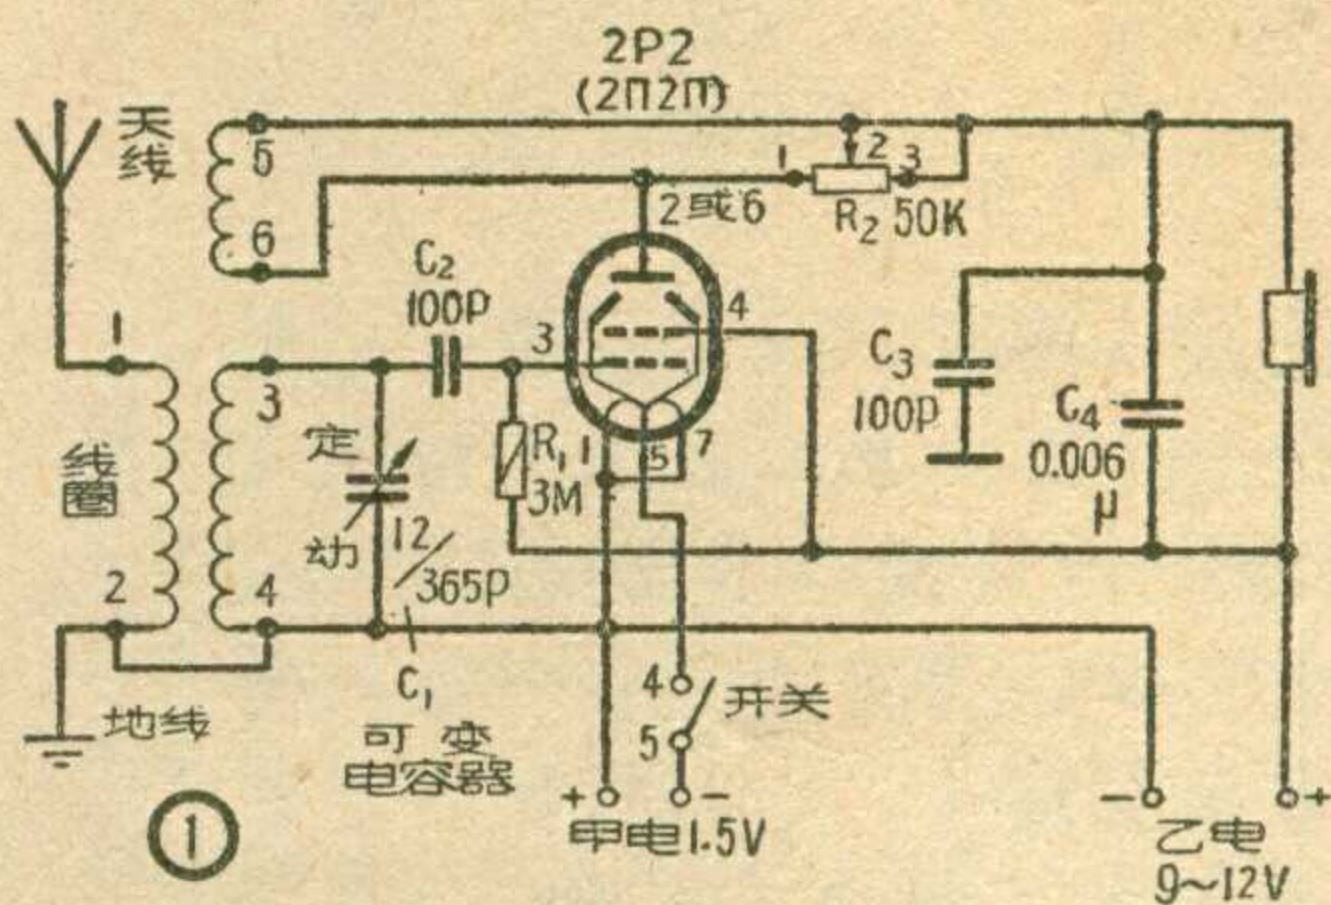 2P2
(2П2П)
天线
5
6
1
2
3
2或6
R₂ 50K
C₂
100P
3
4
1
3
C₃
100P
C₄
0.006
μ
线圈
定
动
12/365P
R₁
3M
1
5
7
2
4
地线
C₁
可变
电容器
4
5
开关
+
-
甲电1.5V
-
+
乙电
9~12V
1